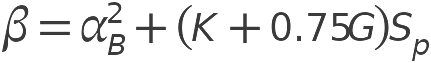 β = α_B^2 + (K + 0.75G)S_p